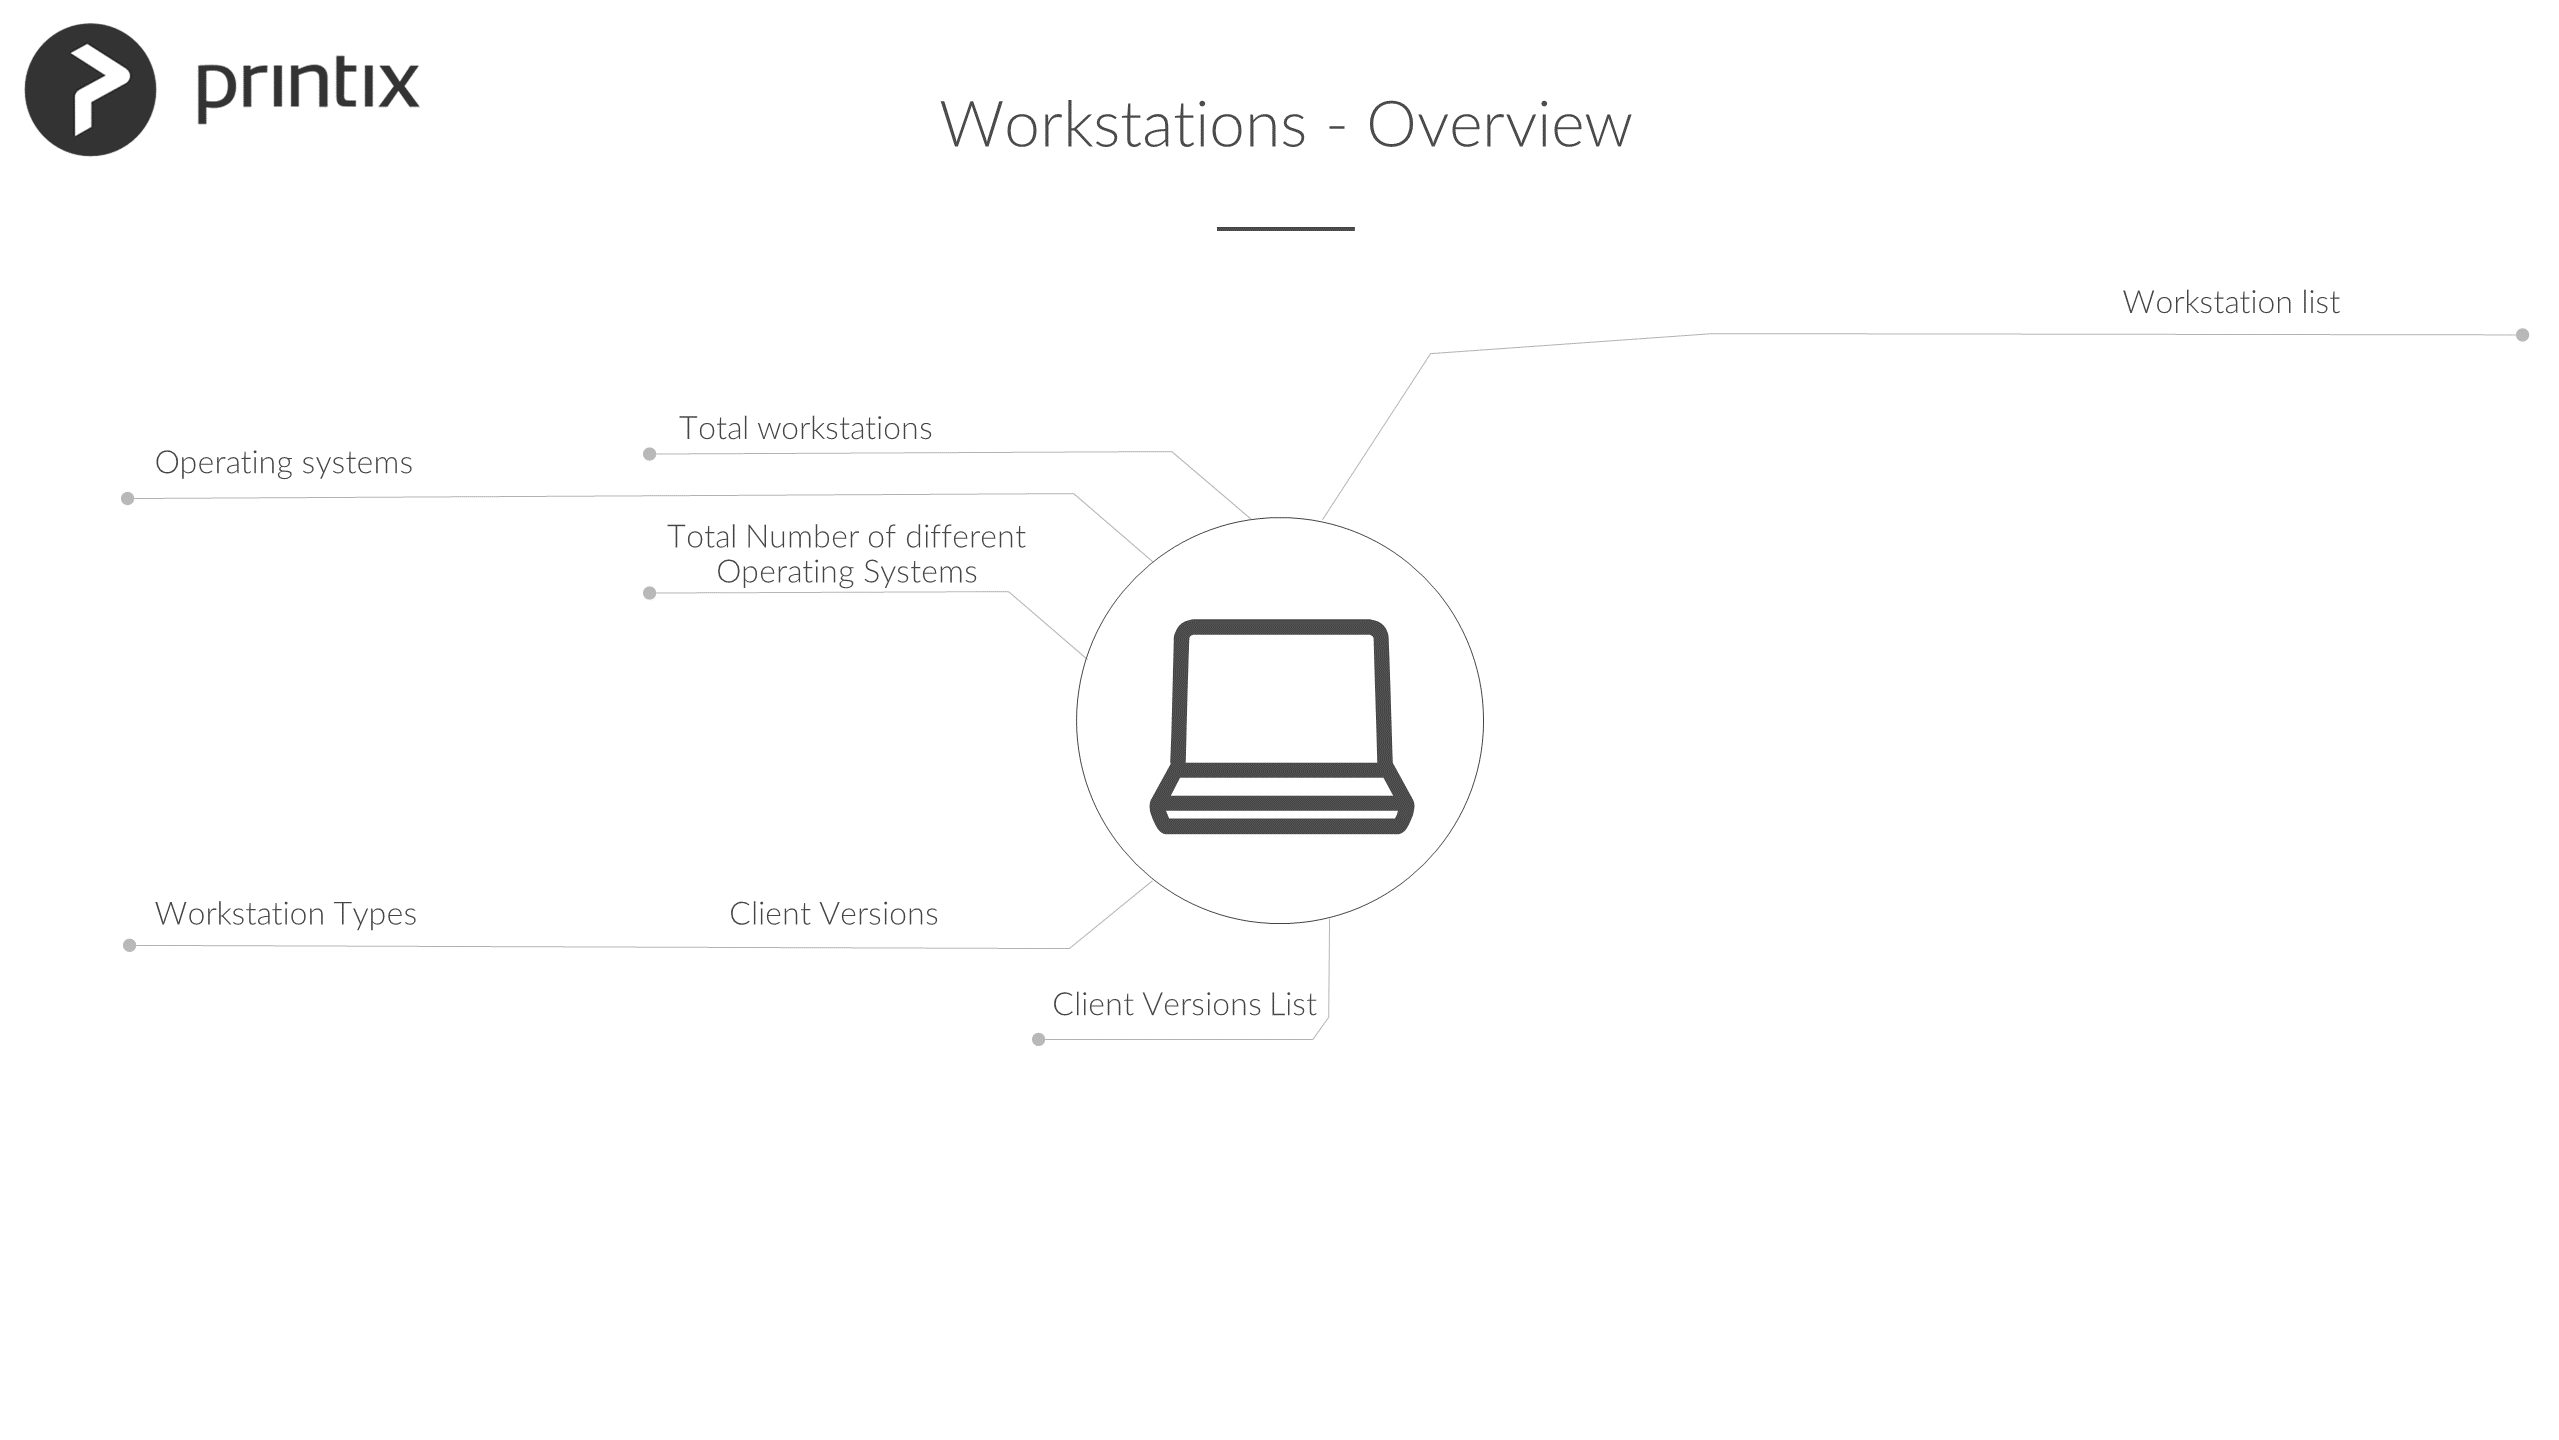 printix
Workstations - Overview
Workstation list
Total workstations
Operating systems
Total Number of different
Operating Systems
Workstation Types
Client Versions
Client Versions List